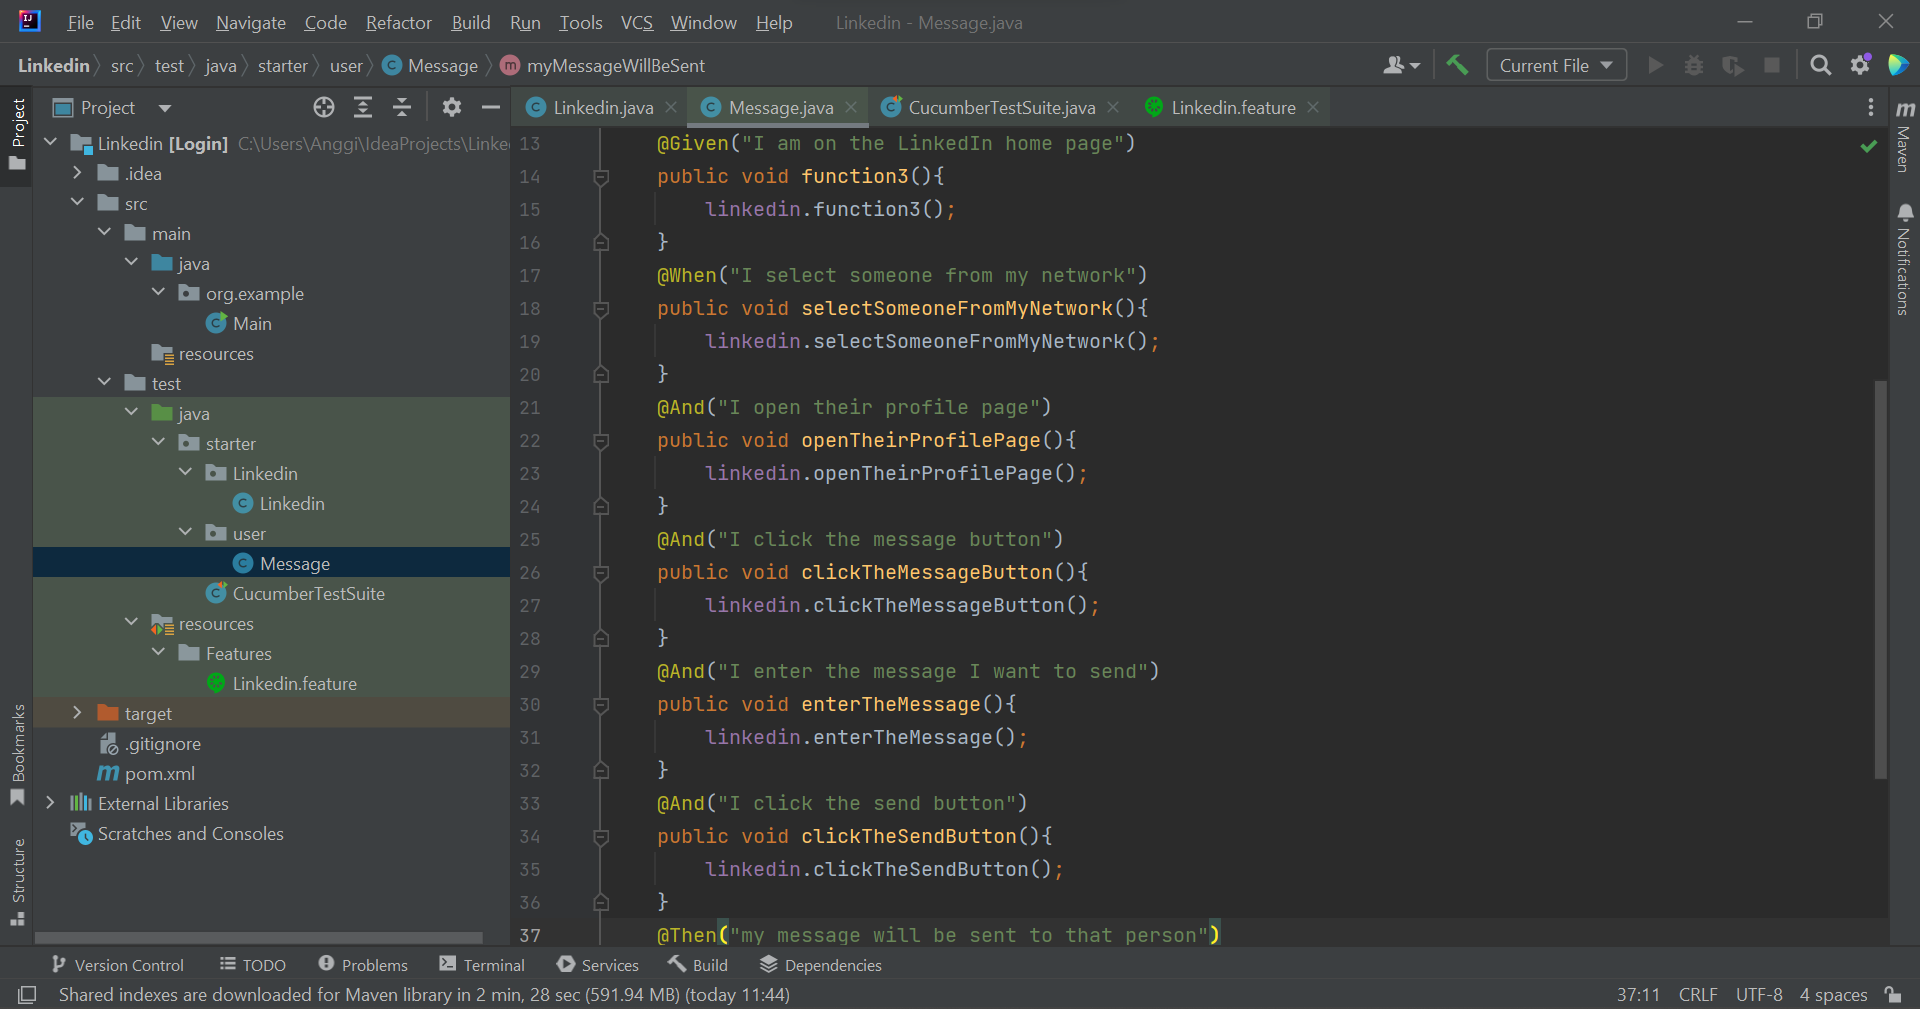 File Edit View Navigate Code Refactor Build Run Tools VCS Window Help Linkedin - Message.java
Linkedin src test java starter user Message myMessageWillBeSent Current File
Project
Linkedin.java Message.java CucumberTestSuite.java Linkedin.feature
Project
Linkedin [Login] C:\Users\Anggi\IdeaProjects\Linke
.idea
src
main
java
org.example
Main
resources
test
java
starter
Linkedin
Linkedin
user
Message
CucumberTestSuite
resources
Features
Linkedin.feature
target
.gitignore
pom.xml
External Libraries
Scratches and Consoles
Bookmarks
Structure
13 @Given("I am on the LinkedIn home page")
14 public void function3(){
15 linkedin.function3();
16 }
17 @When("I select someone from my network")
18 public void selectSomeoneFromMyNetwork(){
19 linkedin.selectSomeoneFromMyNetwork();
20 }
21 @And("I open their profile page")
22 public void openTheirProfilePage(){
23 linkedin.openTheirProfilePage();
24 }
25 @And("I click the message button")
26 public void clickTheMessageButton(){
27 linkedin.clickTheMessageButton();
28 }
29 @And("I enter the message I want to send")
30 public void enterTheMessage(){
31 linkedin.enterTheMessage();
32 }
33 @And("I click the send button")
34 public void clickTheSendButton(){
35 linkedin.clickTheSendButton();
36 }
37 @Then("my message will be sent to that person")
Maven
Notifications
Version Control TODO Problems Terminal Services Build Dependencies
Shared indexes are downloaded for Maven library in 2 min, 28 sec (591.94 MB) (today 11:44) 37:11 CRLF UTF-8 4 spaces